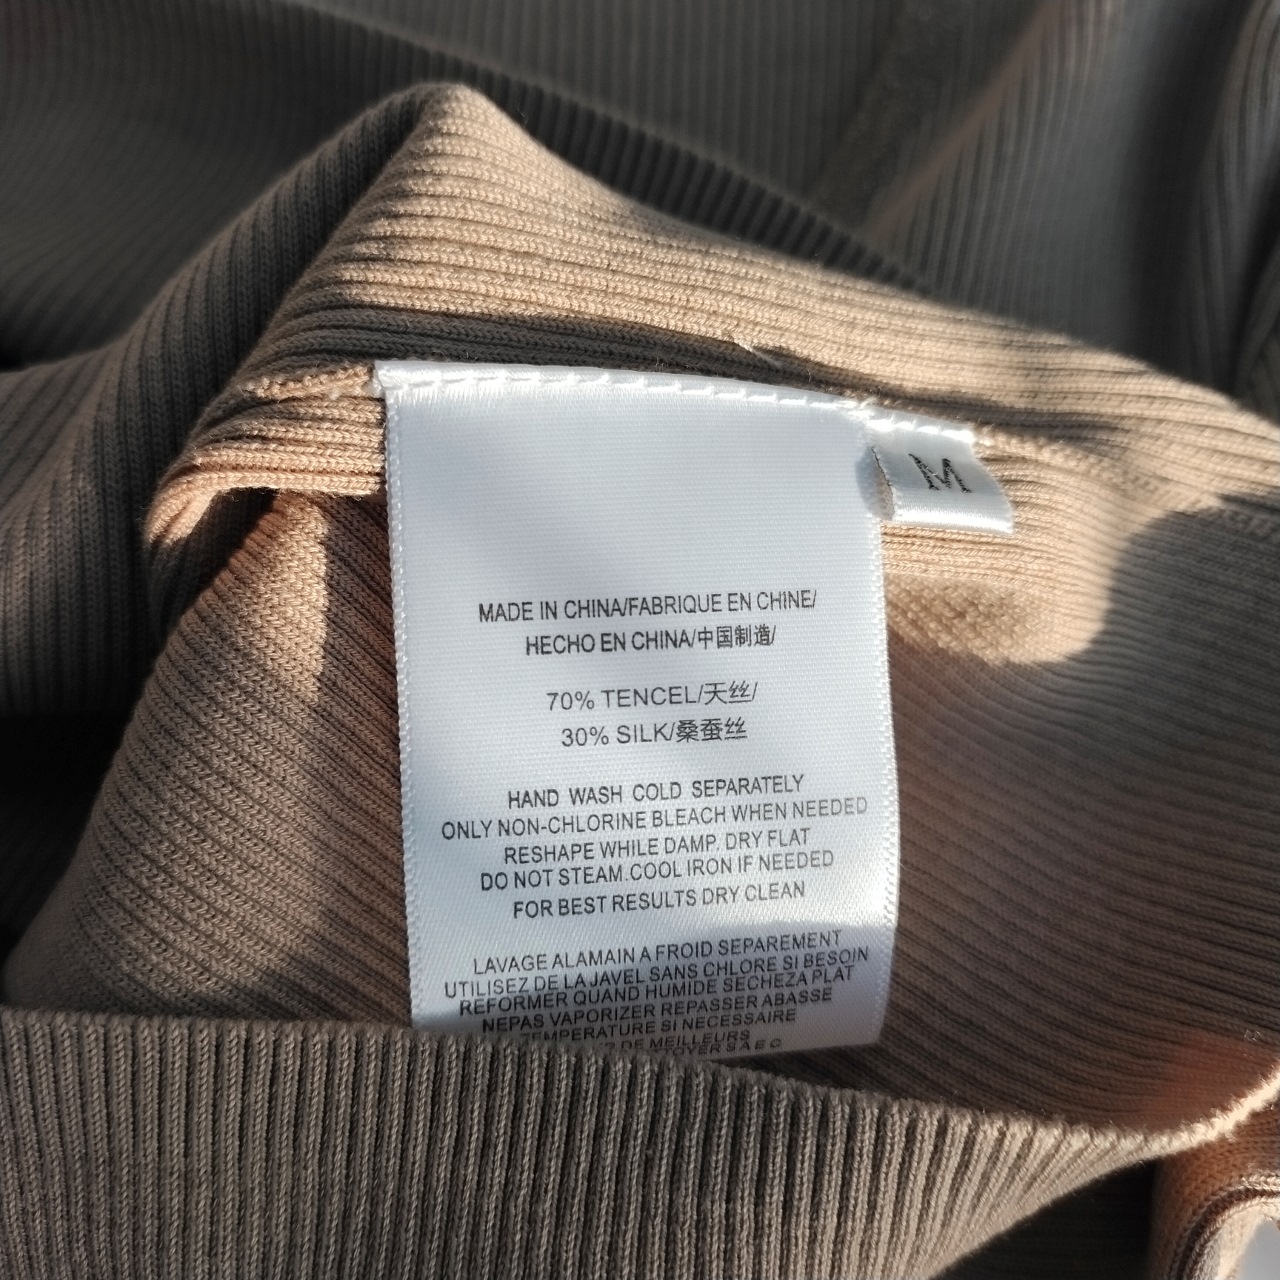 M
MADE IN CHINA/FABRIQUE EN CHINE/
HECHO EN CHINA/中国制造/
70% TENCEL/天丝/
30% SILK/桑蚕丝
HAND WASH COLD SEPARATELY
ONLY NON-CHLORINE BLEACH WHEN NEEDED
RESHAPE WHILE DAMP. DRY FLAT
DO NOT STEAM.COOL IRON IF NEEDED
FOR BEST RESULTS DRY CLEAN
LAVAGE ALAMAIN A FROID SEPAREMENT
UTILISEZ DE LA JAVEL SANS CHLORE SI BESOIN
REFORMER QUAND HUMIDE SECHEZA PLAT
NEPAS VAPORIZER REPASSER ABASSE
TEMPERATURE SI NECESSAIRE
DE MEILLEURS